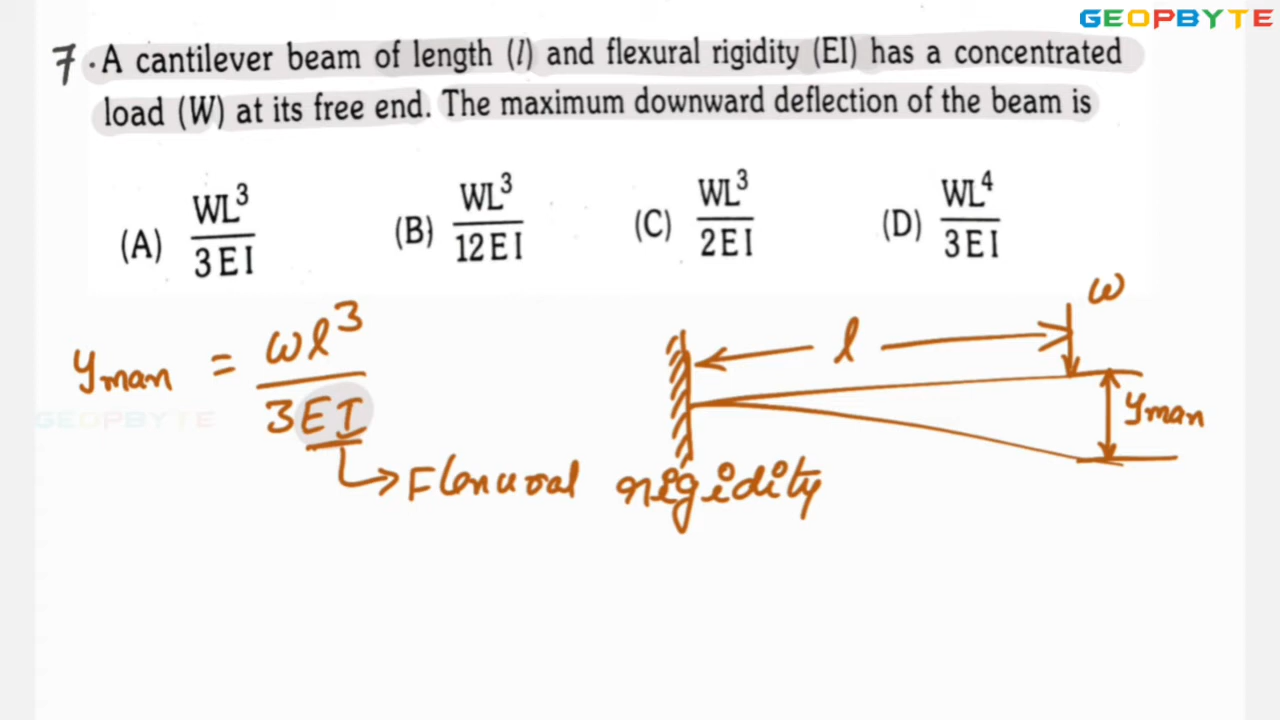 GEOPBYTE
7. A cantilever beam of length (l) and flexural rigidity (EI) has a concentrated
load (W) at its free end. The maximum downward deflection of the beam is
(A) WL³/3EI (B) WL³/12EI (C) WL³/2EI (D) WL⁴/3EI
w
l
ymax = wl³/3EI
ymax
GEOPBYTE
Flexural rigidity